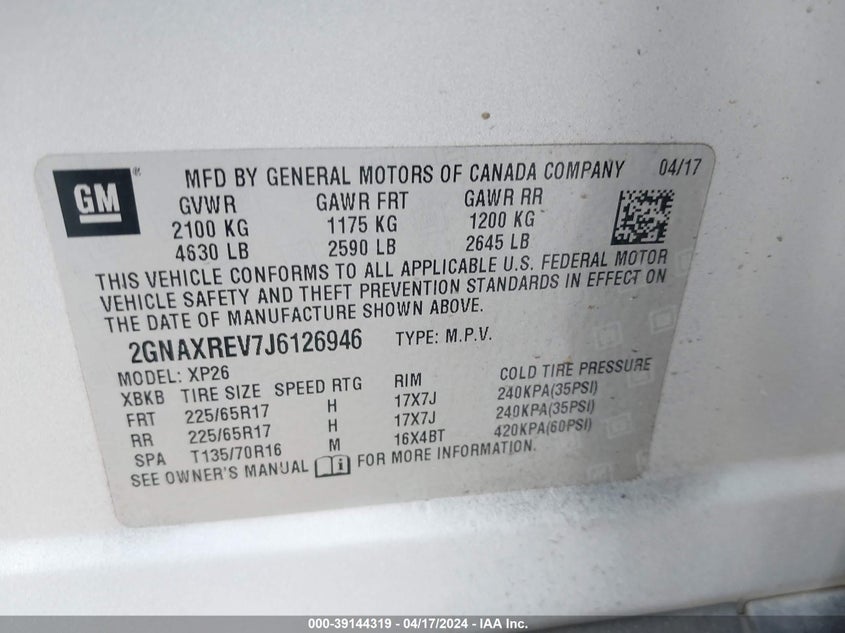 GM ®
MFD BY GENERAL MOTORS OF CANADA COMPANY 04/17
GVWR GAWR FRT GAWR RR
2100 KG 1175 KG 1200 KG
4630 LB 2590 LB 2645 LB
THIS VEHICLE CONFORMS TO ALL APPLICABLE U.S. FEDERAL MOTOR
VEHICLE SAFETY AND THEFT PREVENTION STANDARDS IN EFFECT ON
THE DATE OF MANUFACTURE SHOWN ABOVE.
2GNAXREV7J6126946 TYPE: M.P.V.
MODEL: XP26
XBKB TIRE SIZE SPEED RTG RIM COLD TIRE PRESSURE
FRT 225/65R17 H 17X7J 240KPA(35PSI)
RR 225/65R17 H 17X7J 240KPA(35PSI)
SPA T135/70R16 M 16X4BT 420KPA(60PSI)
SEE OWNER'S MANUAL i FOR MORE INFORMATION.
000-39144319 - 04/17/2024 - IAA Inc.